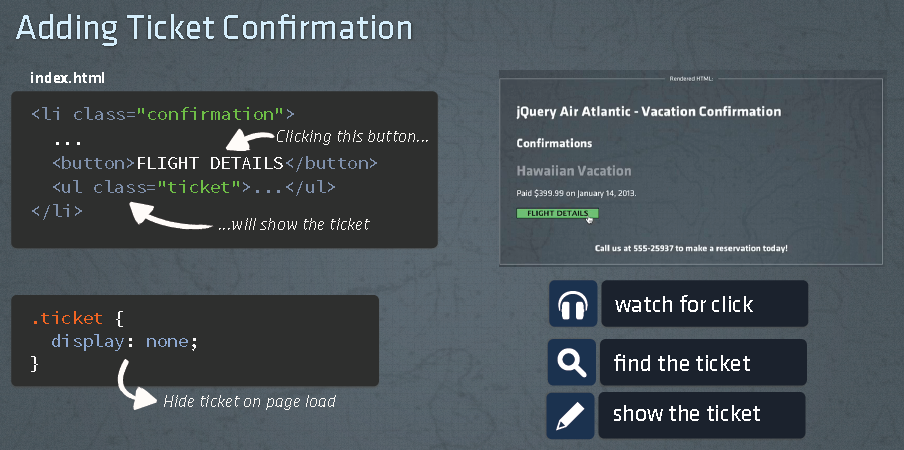 Adding Ticket Confirmation
index.html
<li class="confirmation">
...
Clicking this button...
<button>FLIGHT DETAILS</button>
<ul class="ticket">...</ul>
</li>
...will show the ticket
.ticket {
display: none;
}
Hide ticket on page load
Rendered HTML:
jQuery Air Atlantic - Vacation Confirmation
Confirmations
Hawaiian Vacation
Paid $399.99 on January 14, 2013.
FLIGHT DETAILS
Call us at 555-25937 to make a reservation today!
watch for click
find the ticket
show the ticket